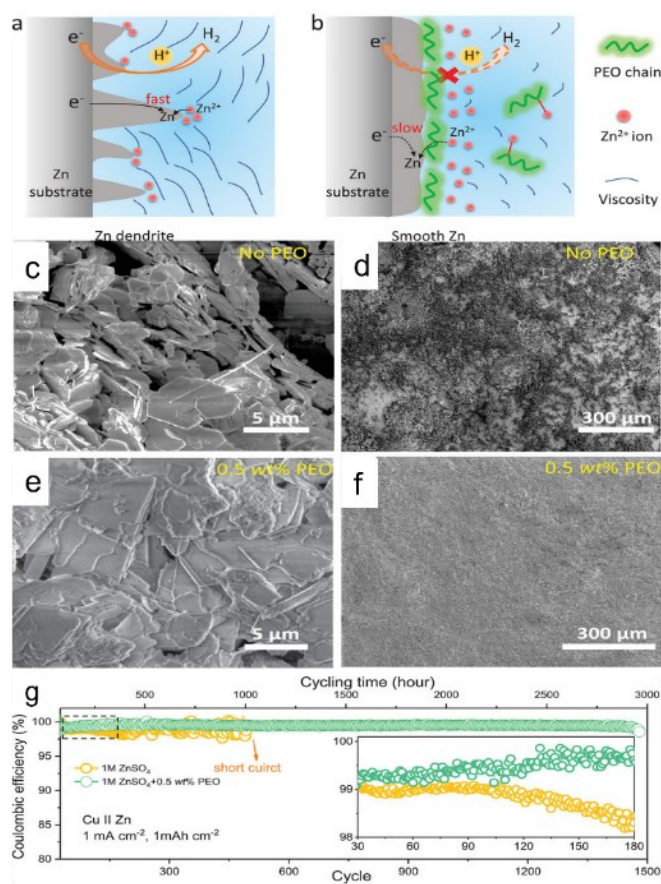 a
e⁻
H⁺
H₂
e⁻
fast
Zn
Zn²⁺
Zn
substrate
Zn dendrite
b
e⁻
H⁺
H₂
e⁻
slow
Zn²⁺
Zn
Zn
substrate
Smooth Zn
PEO chain
Zn²⁺ ion
Viscosity
c
No PEO
5 μm
d
No PEO
300 μm
e
0.5 wt% PEO
5 μm
f
0.5 wt% PEO
300 μm
g
Cycling time (hour)
500 1000 1500 2000 2500 3000
Coulombic efficiency (%)
100
95
90
85
80
1M ZnSO₄
1M ZnSO₄+0.5 wt% PEO
short cuirct
Cu II Zn
1 mA cm⁻², 1mAh cm⁻²
100
99
98
30 60 90 120 150 180
300 600 900 1200 1500
Cycle